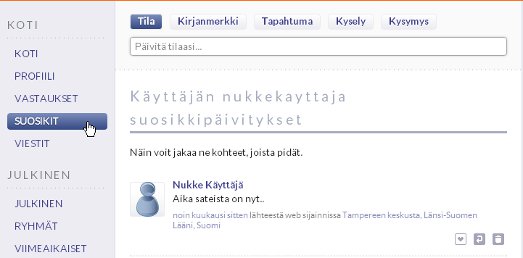 KOTI
KOTI
PROFIILI
VASTAUKSET
SUOSIKIT
VIESTIT
JULKINEN
JULKINEN
RYHMÄT
VIIMEAIKAISET
Tila Kirjanmerkki Tapahtuma Kysely Kysymys
Päivitä tilaasi...
Käyttäjän nukkekayttaja
suosikkipäivitykset
Näin voit jakaa ne kohteet, joista pidät.
Nukke Käyttäjä
Aika sateista on nyt..
noin kuukausi sitten lähteestä web sijainnissa Tampereen keskusta, Länsi-Suomen
Lääni, Suomi